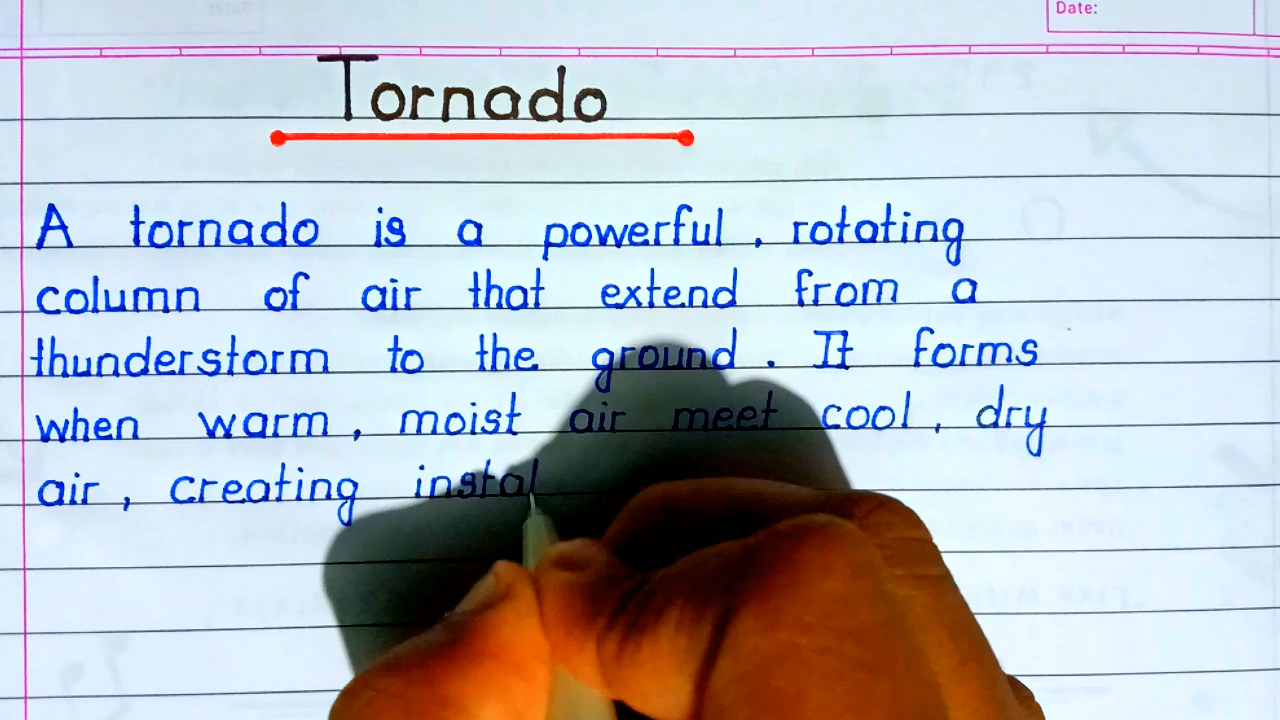 Date:
Tornado
A tornado is a powerful, rotating
column of air that extend from a
thunderstorm to the ground. It forms
when warm, moist air meet cool, dry
air, creating instal